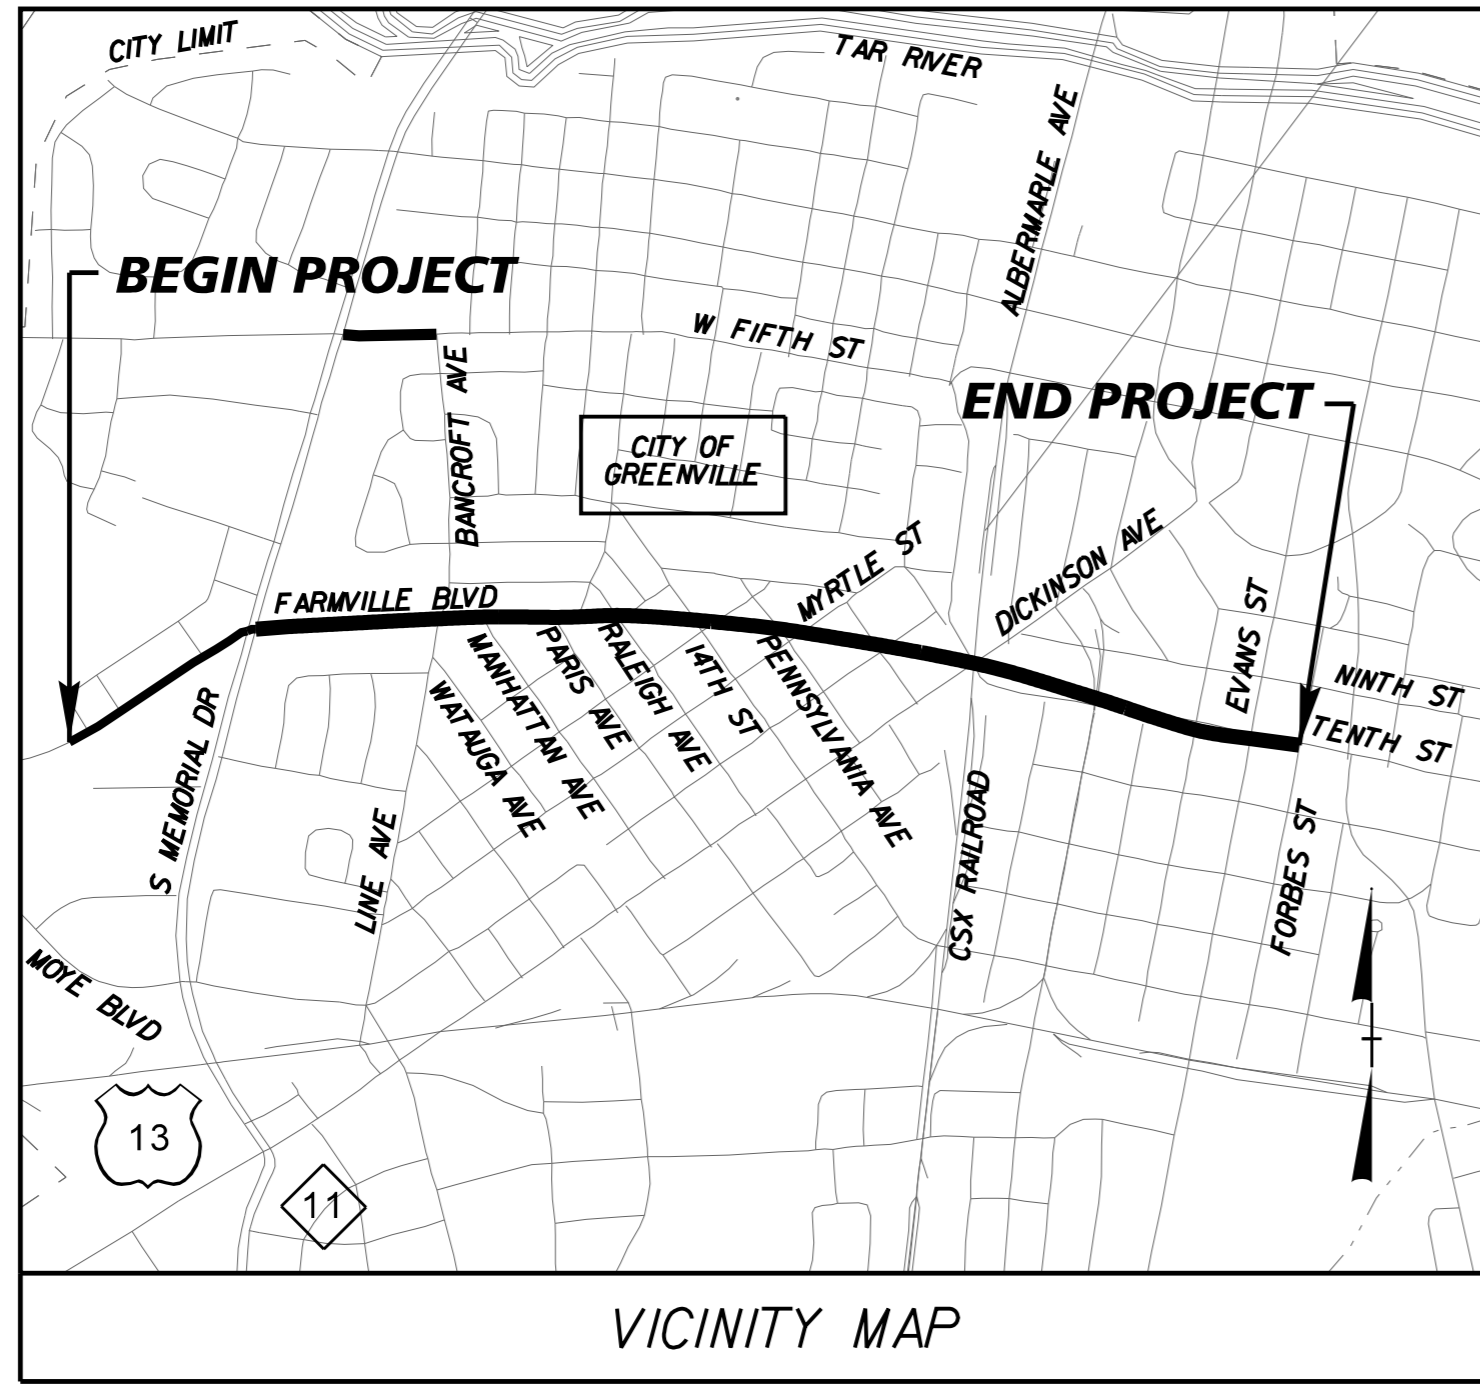 CITY LIMIT
TAR RIVER
ALBERMARLE AVE
BEGIN PROJECT
W FIFTH ST
BANCROFT AVE
END PROJECT
CITY OF
GREENVILLE
MYRTLE ST
DICKINSON AVE
FARMVILLE BLVD
EVANS ST
NINTH ST
TENTH ST
WATAUGA AVE
MANHATTAN AVE
PARIS AVE
RALEIGH AVE
14TH ST
PENNSYLVANIA AVE
S MEMORIAL DR
LINE AVE
CSX RAILROAD
FORBES ST
MOYE BLVD
13
11
VICINITY MAP